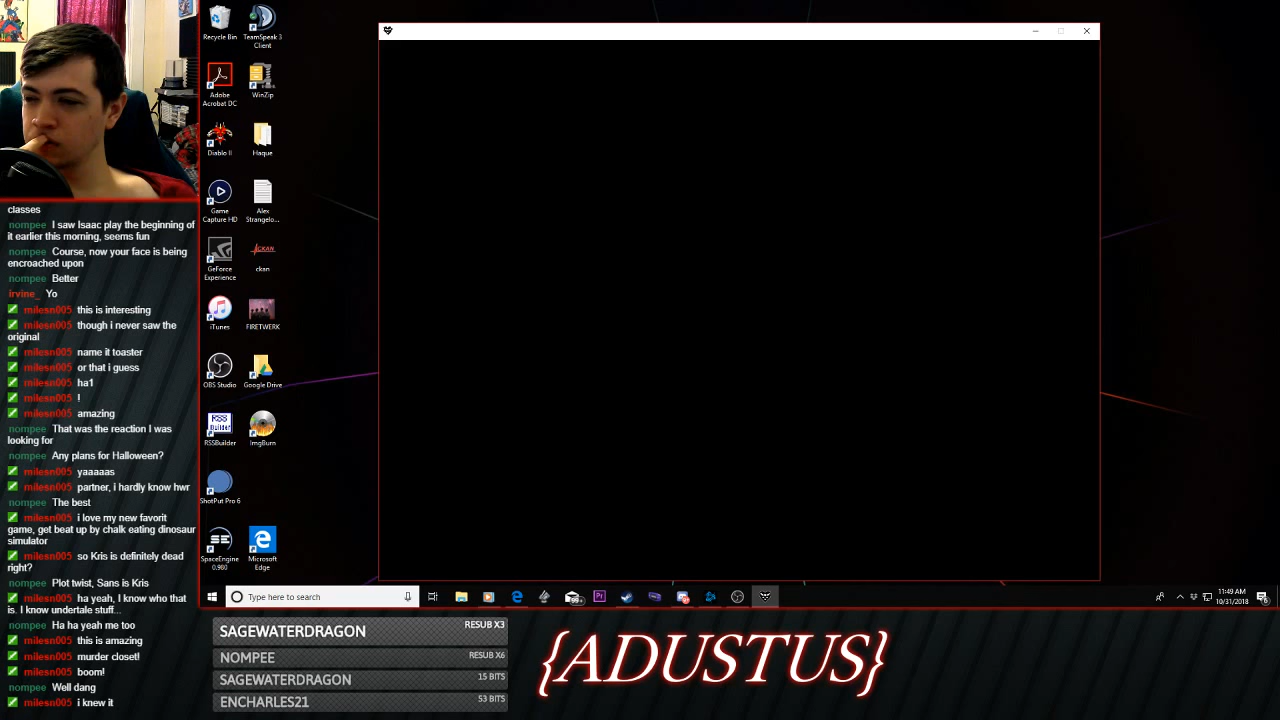 Recycle Bin
TeamSpeak 3
Client
Adobe
Acrobat DC
WinZip
Diablo II
Haque
Game
Capture HD
Alex
Strangelo...
GeForce
Experience
CKAN
ckan
iTunes
FIRETWERK
OBS Studio
Google Drive
RSS
Builder
RSSBuilder
ImgBurn
ShotPut Pro 6
SE
SpaceEngine
0.980
Microsoft
Edge
classes
nompee I saw Isaac play the beginning of
it earlier this morning, seems fun
nompee Course, now your face is being
encroached upon
nompee Better
irvine_ Yo
milesn005 this is interesting
milesn005 though i never saw the
original
milesn005 name it toaster
milesn005 or that i guess
milesn005 ha1
milesn005 !
milesn005 amazing
nompee That was the reaction I was
looking for
nompee Any plans for Halloween?
milesn005 yaaaaas
milesn005 partner, i hardly know hwr
nompee The best
milesn005 i love my new favorit
game, get beat up by chalk eating dinosaur
simulator
milesn005 so Kris is definitely dead
right?
nompee Plot twist, Sans is Kris
milesn005 ha yeah, I know who that
is. I know undertale stuff...
nompee Ha ha yeah me too
milesn005 this is amazing
milesn005 murder closet!
milesn005 boom!
nompee Well dang
milesn005 i knew it
Type here to search
99+
Pr
11:49 AM
10/31/2018
SAGEWATERDRAGON RESUB X3
NOMPEE RESUB X6
SAGEWATERDRAGON 15 BITS
ENCHARLES21 53 BITS
{ADUSTUS}